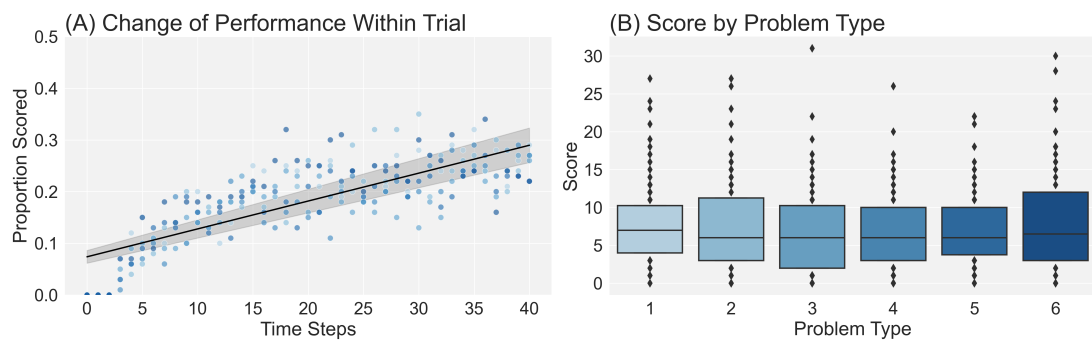 (A) Change of Performance Within Trial
0.5
0.4
0.3
0.2
0.1
0.0
Proportion Scored
0 5 10 15 20 25 30 35 40
Time Steps
(B) Score by Problem Type
30
25
20
15
10
5
0
Score
1 2 3 4 5 6
Problem Type